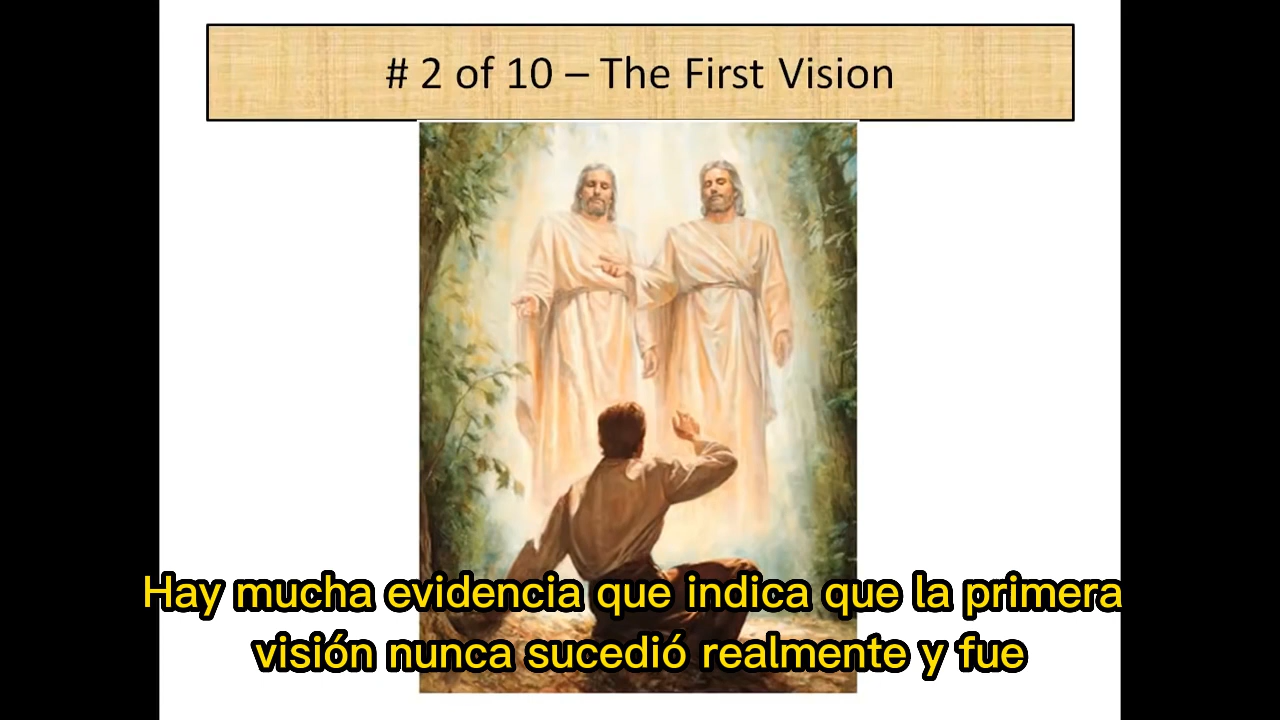 # 2 of 10 – The First Vision
Hay mucha evidencia que indica que la primera
visión nunca sucedió realmente y fue